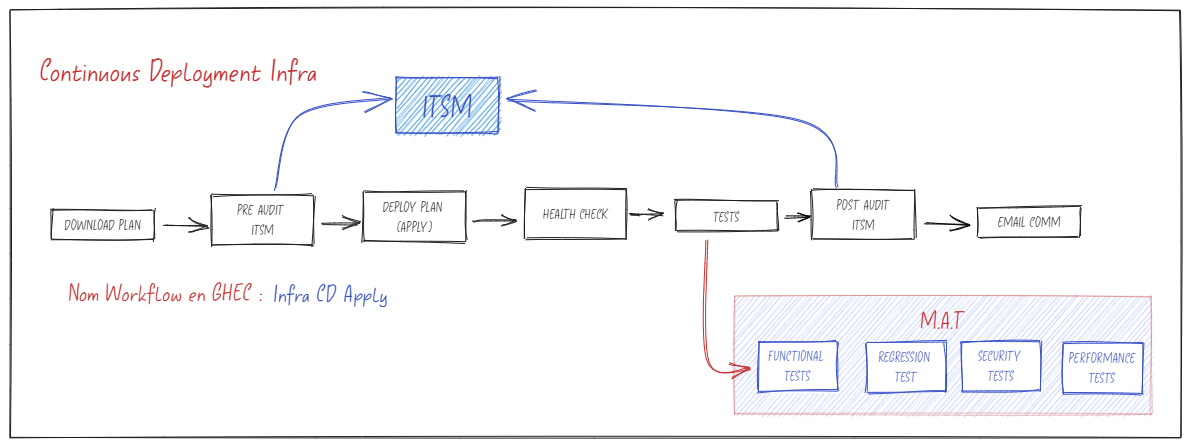 Continuous Deployment Infra
ITSM
DOWNLOAD PLAN
PRE AUDIT
ITSM
DEPLOY PLAN
(APPLY)
HEALTH CHECK
TESTS
POST AUDIT
ITSM
EMAIL COMM
Nom Workflow en GHEC : Infra CD Apply
M.A.T
FUNCTIONAL
TESTS
REGRESSION
TEST
SECURITY
TESTS
PERFORMANCE
TESTS